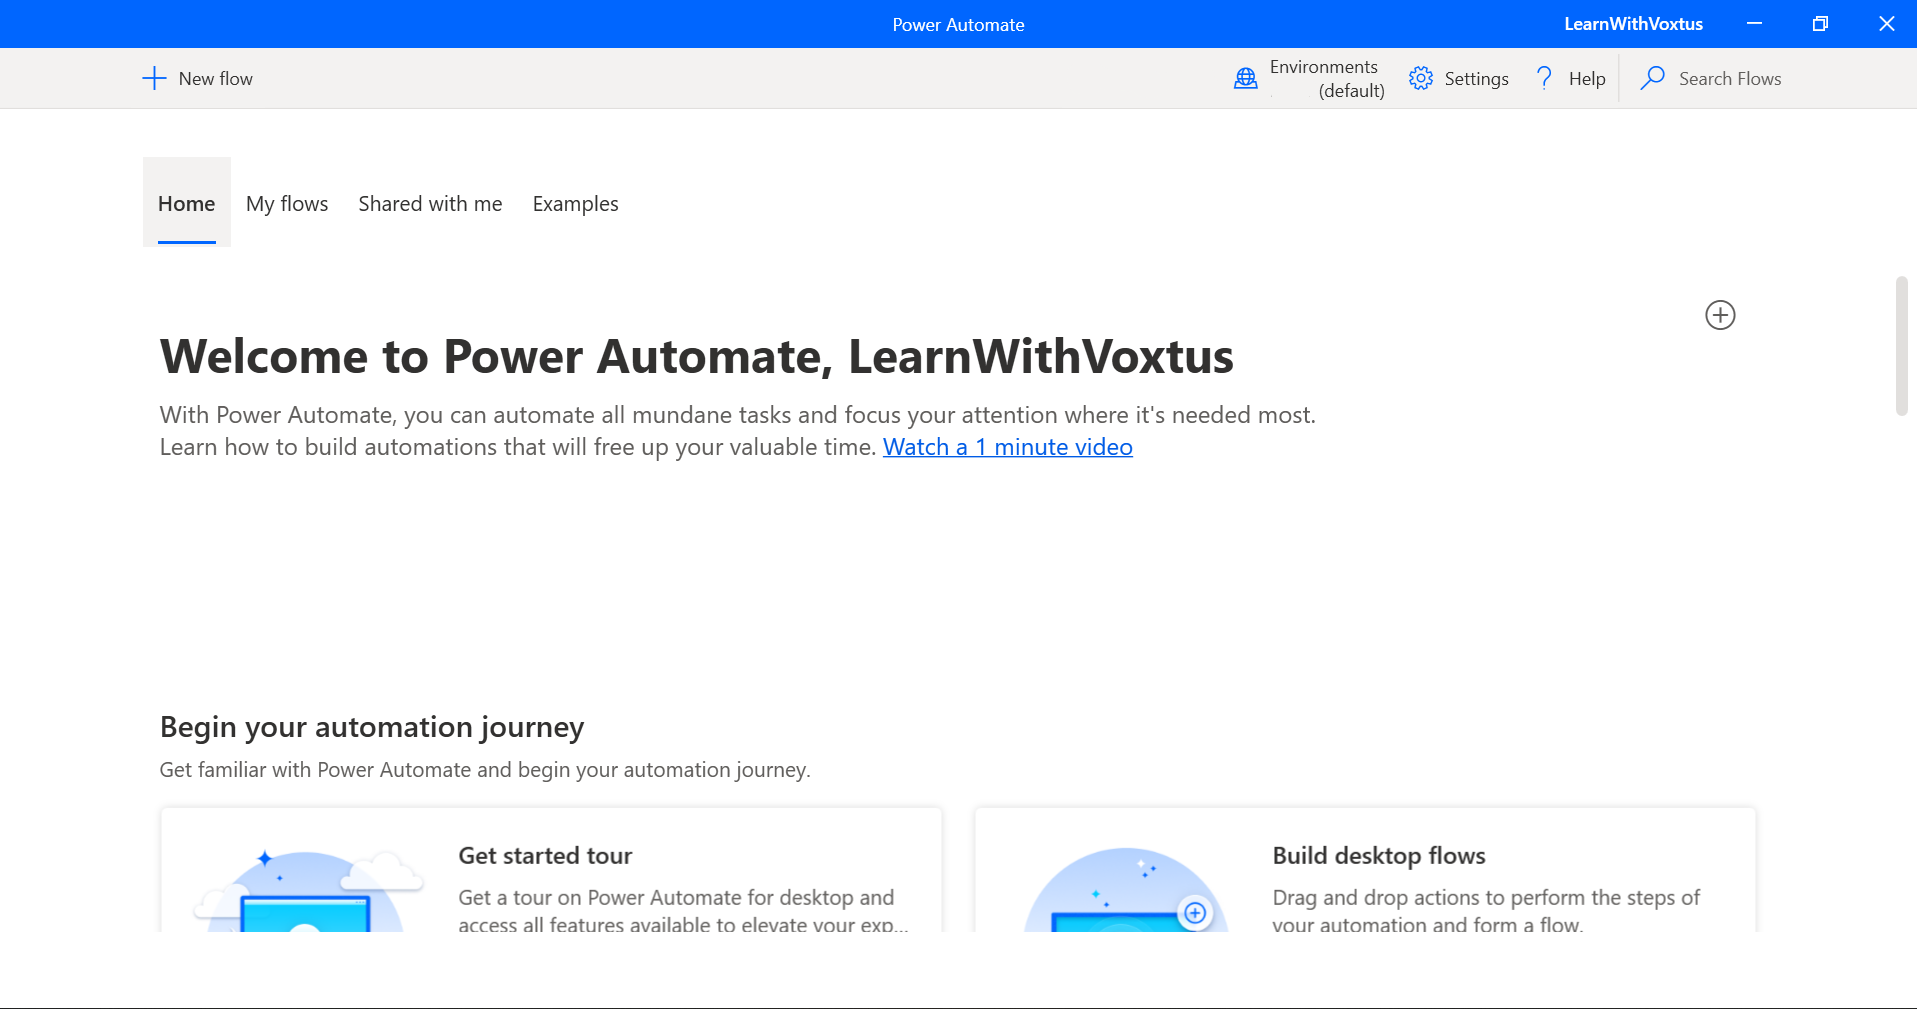 Power Automate
LearnWithVoxtus
New flow
Environments
(default)
Settings
Help
Search Flows
Home
My flows
Shared with me
Examples
Welcome to Power Automate, LearnWithVoxtus
With Power Automate, you can automate all mundane tasks and focus your attention where it's needed most.
Learn how to build automations that will free up your valuable time. Watch a 1 minute video
Begin your automation journey
Get familiar with Power Automate and begin your automation journey.
Get started tour
Get a tour on Power Automate for desktop and
access all features available to elevate your exp...
Build desktop flows
Drag and drop actions to perform the steps of
your automation and form a flow.